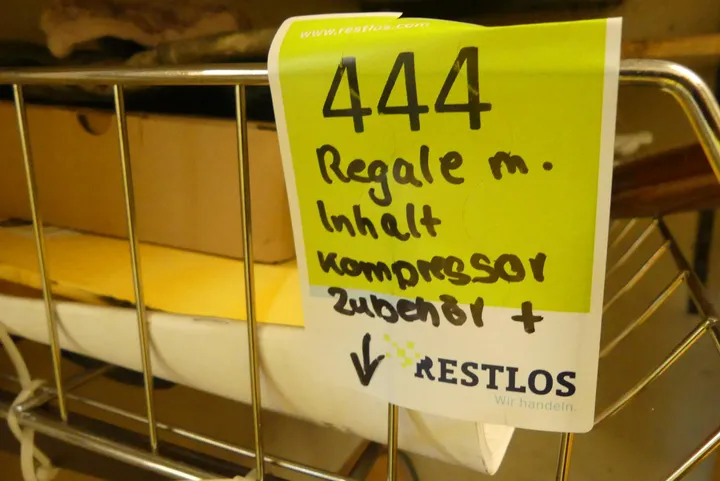 www.restlos.com
444
Regale m.
Inhalt
Kompressor
Zubehör +
↓
RESTLOS
Wir handeln.